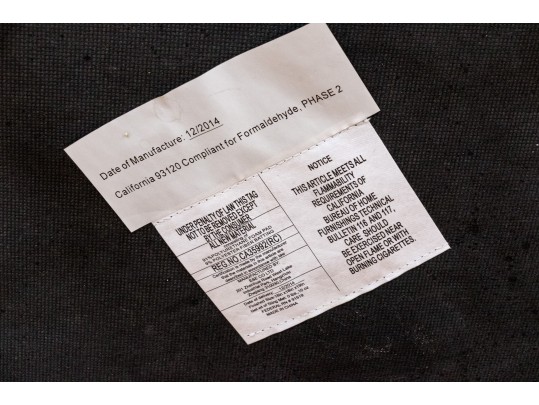 Date of Manufacture: 12/2014
California 93120 Compliant for Formaldehyde, PHASE 2
UNDER PENALTY OF LAW THIS TAG
NOT TO BE REMOVED EXCEPT
BY THE CONSUMER
ALL NEW MATERIAL
REG.NO CA35992(RC)
MADE IN CHINA
NOTICE
THIS ARTICLE MEETS ALL
FLAMMABILITY
REQUIREMENTS OF
CALIFORNIA
BUREAU OF HOME
FURNISHINGS TECHNICAL
BULLETIN 116 AND 117,
CARE SHOULD
BE EXERCISED NEAR
OPEN FLAME OR WITH
BURNING CIGARETTES.